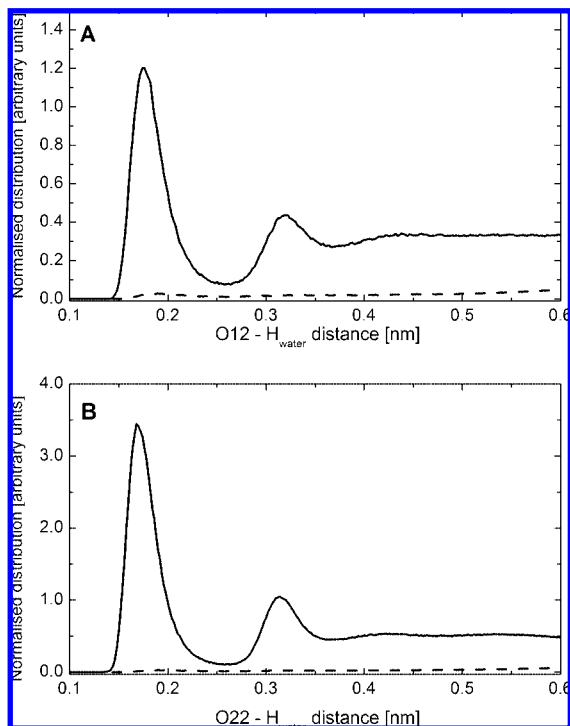 A
Normalised distribution [arbitrary units]
1.4
1.2
1.0
0.8
0.6
0.4
0.2
0.0
0.1 0.2 0.3 0.4 0.5 0.6
O12 - Hwater distance [nm]
B
Normalised distribution [arbitrary units]
4.0
3.0
2.0
1.0
0.0
0.1 0.2 0.3 0.4 0.5 0.6
O22 - Hwater distance [nm]